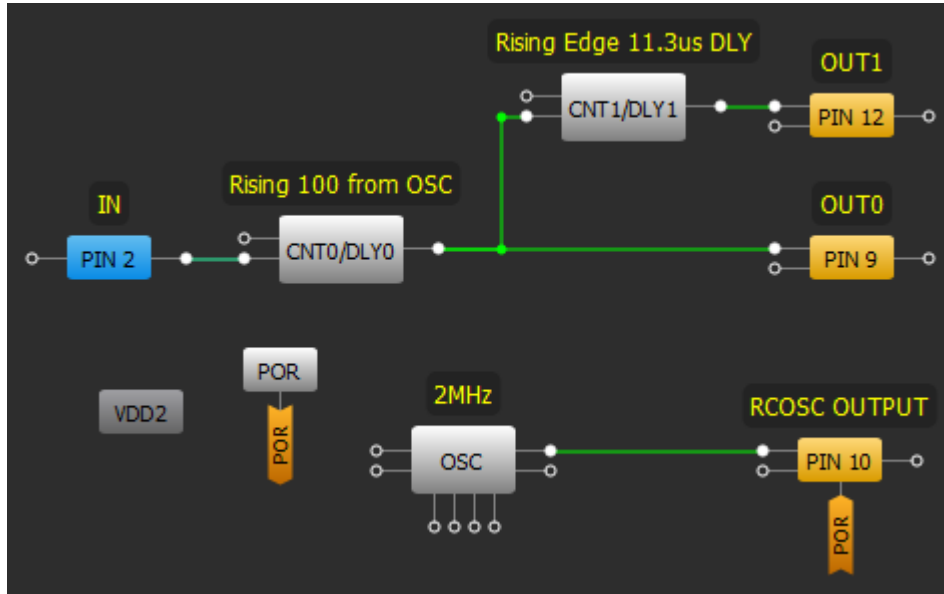 Rising Edge 11.3us DLY
OUT1
CNT1/DLY1
PIN 12
Rising 100 from OSC
IN
OUT0
PIN 2
CNT0/DLY0
PIN 9
POR
VDD2
POR
2MHz
RCOSC OUTPUT
OSC
PIN 10
POR